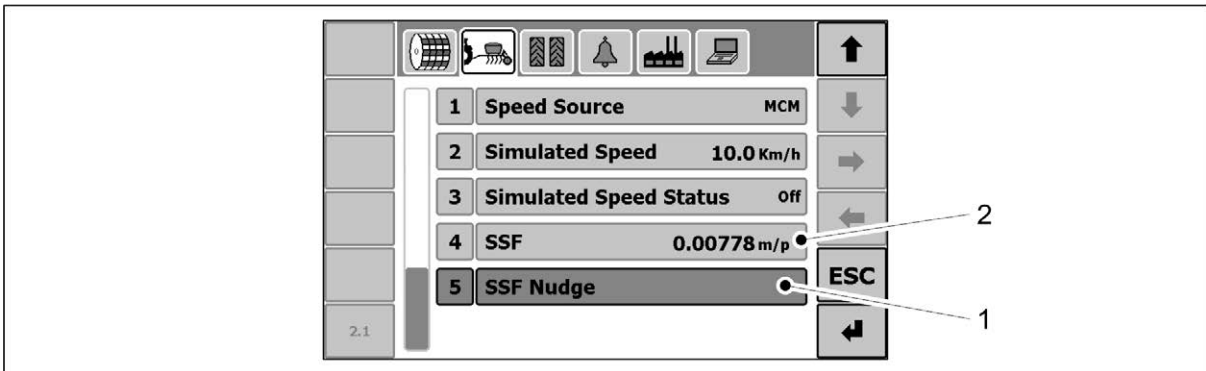 1 Speed Source MCM
2 Simulated Speed 10.0 Km/h
3 Simulated Speed Status Off
4 SSF 0.00778 m/p
2
5 SSF Nudge
ESC
1
2.1